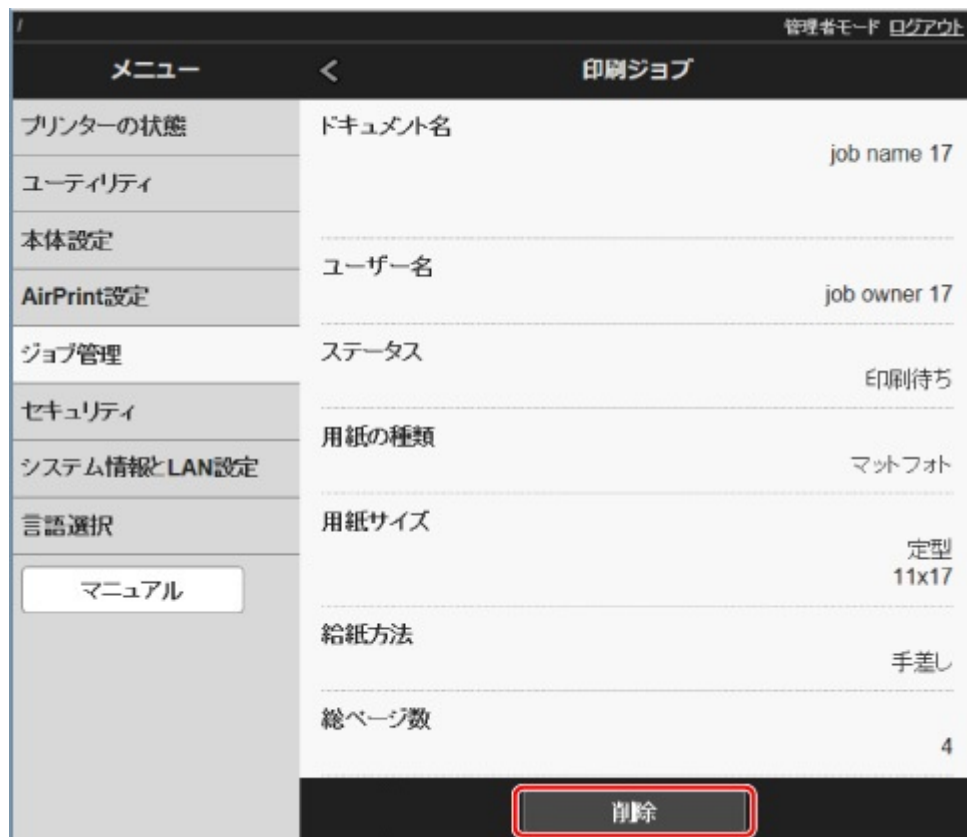 /
管理者モード ログアウト
メニュー
<
印刷ジョブ
プリンターの状態
ユーティリティ
本体設定
AirPrint設定
ジョブ管理
セキュリティ
システム情報とLAN設定
言語選択
マニュアル
ドキュメント名
job name 17
ユーザー名
job owner 17
ステータス
印刷待ち
用紙の種類
マットフォト
用紙サイズ
定型
11x17
給紙方法
手差し
総ページ数
4
削除